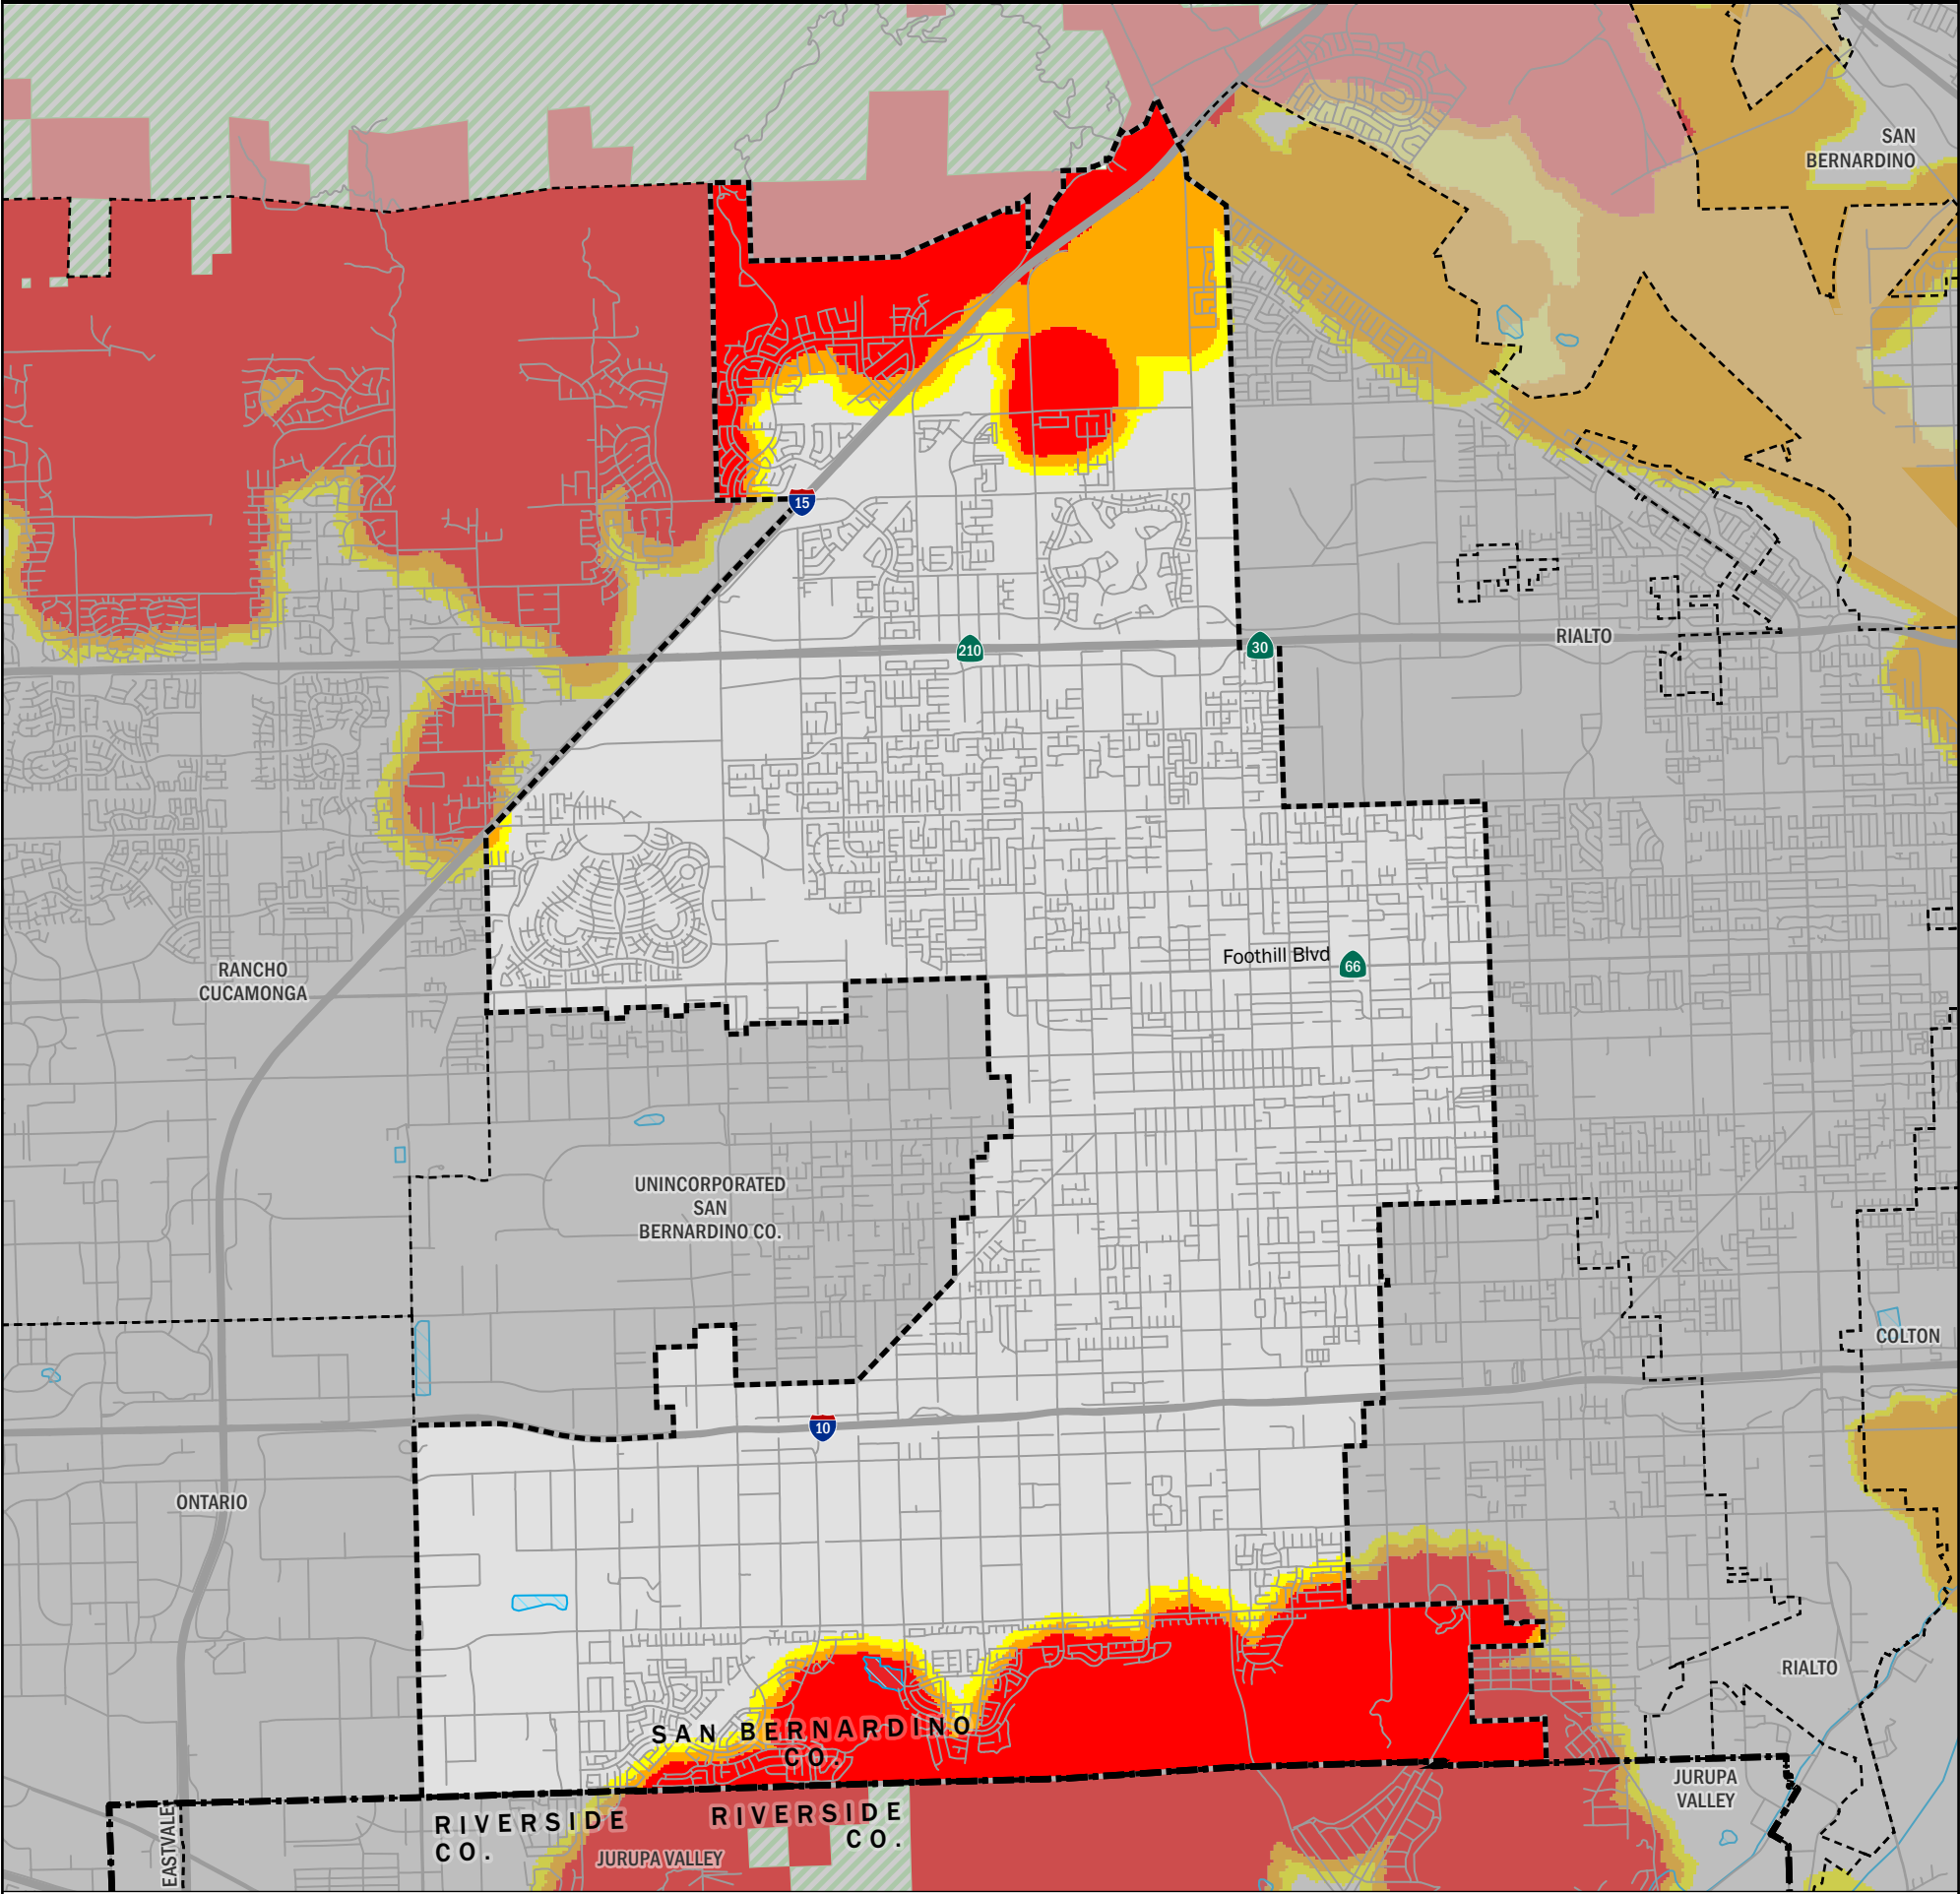 SAN
BERNARDINO
15
210
30
RIALTO
Foothill Blvd
66
RANCHO
CUCAMONGA
UNINCORPORATED
SAN
BERNARDINO CO.
COLTON
10
ONTARIO
RIALTO
SAN BERNARDINO
CO.
JURUPA
VALLEY
RIVERSIDE
CO.
RIVERSIDE
CO.
EASTVALE
JURUPA VALLEY